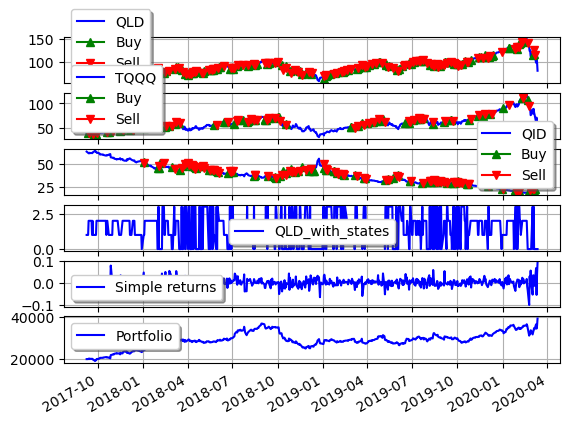 QLD
Buy
Sell
150
100
TQQQ
Buy
Sell
100
50
QID
Buy
Sell
50
25
QLD_with_states
2.5
0.0
Simple returns
0.1
0.0
−0.1
Portfolio
40000
20000
2017-10
2018-01
2018-04
2018-07
2018-10
2019-01
2019-04
2019-07
2019-10
2020-01
2020-04